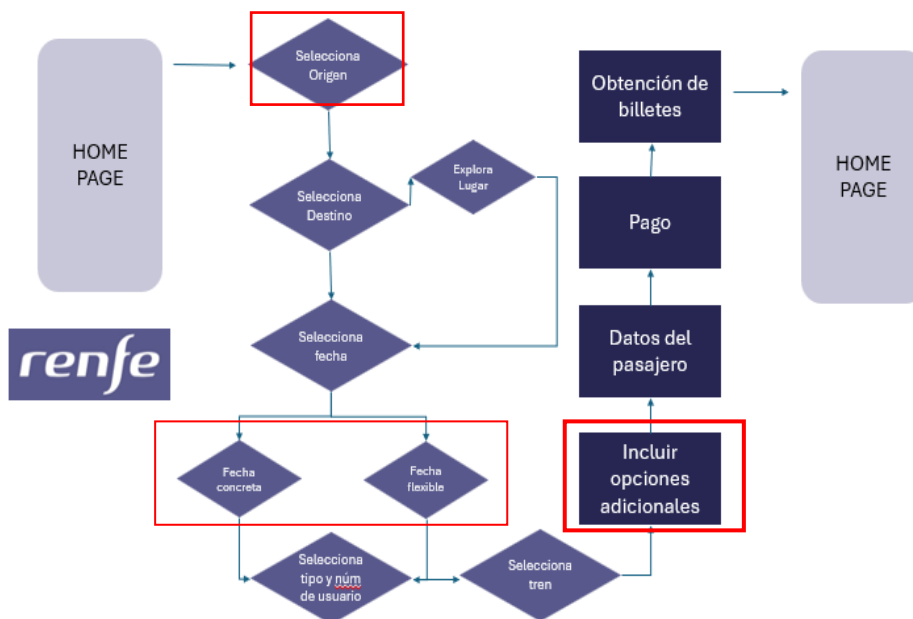 HOME
PAGE
Selecciona
Origen
Selecciona
Destino
Explora
Lugar
Selecciona
fecha
renfe
Fecha
concreta
Fecha
flexible
Selecciona
tipo y núm
de usuario
Selecciona
tren
Incluir
opciones
adicionales
Datos del
pasajero
Pago
Obtención de
billetes
HOME
PAGE